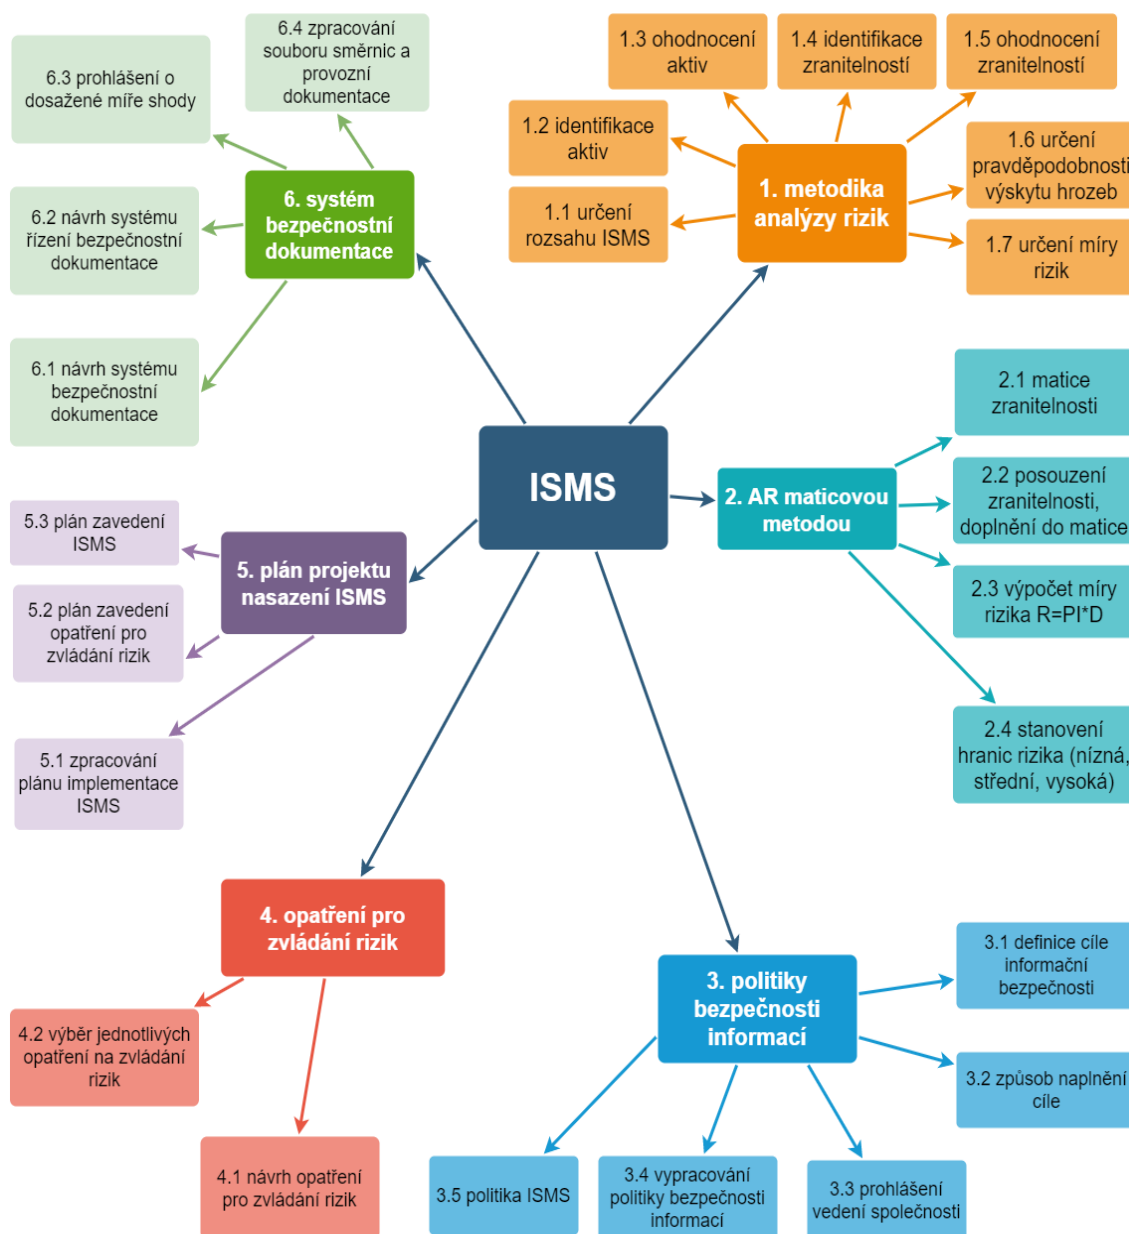 ISMS
1. metodika
analýzy rizik
1.1 určení
rozsahu ISMS
1.2 identifikace
aktiv
1.3 ohodnocení
aktiv
1.4 identifikace
zranitelností
1.5 ohodnocení
zranitelností
1.6 určení
pravděpodobnosti
výskytu hrozeb
1.7 určení míry
rizik
2. AR maticovou
metodou
2.1 matice
zranitelnosti
2.2 posouzení
zranitelnosti,
doplnění do matice
2.3 výpočet míry
rizika R=PI*D
2.4 stanovení
hranic rizika (nízná,
střední, vysoká)
3. politiky
bezpečnosti
informací
3.1 definice cíle
informační
bezpečnosti
3.2 způsob naplnění
cíle
3.3 prohlášení
vedení společnosti
3.4 vypracování
politiky bezpečnosti
informací
3.5 politika ISMS
4. opatření pro
zvládání rizik
4.1 návrh opatření
pro zvládání rizik
4.2 výběr jednotlivých
opatření na zvládání
rizik
5. plán projektu
nasazení ISMS
5.1 zpracování
plánu implementace
ISMS
5.2 plán zavedení
opatření pro
zvládání rizik
5.3 plán zavedení
ISMS
6. systém
bezpečnostní
dokumentace
6.1 návrh systému
bezpečnostní
dokumentace
6.2 návrh systému
řízení bezpečnostní
dokumentace
6.3 prohlášení o
dosažené míře shody
6.4 zpracování
souboru směrnic a
provozní
dokumentace